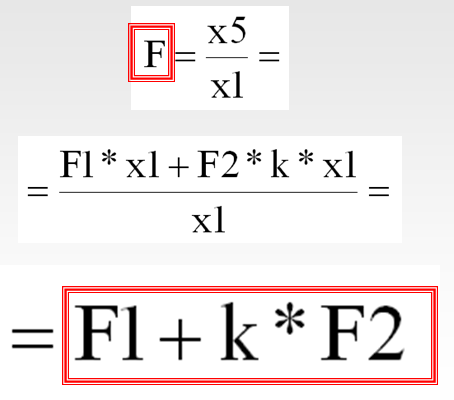 F = x5 / x1 =
= F1 * x1 + F2 * k * x1 / x1 =
= F1 + k * F2